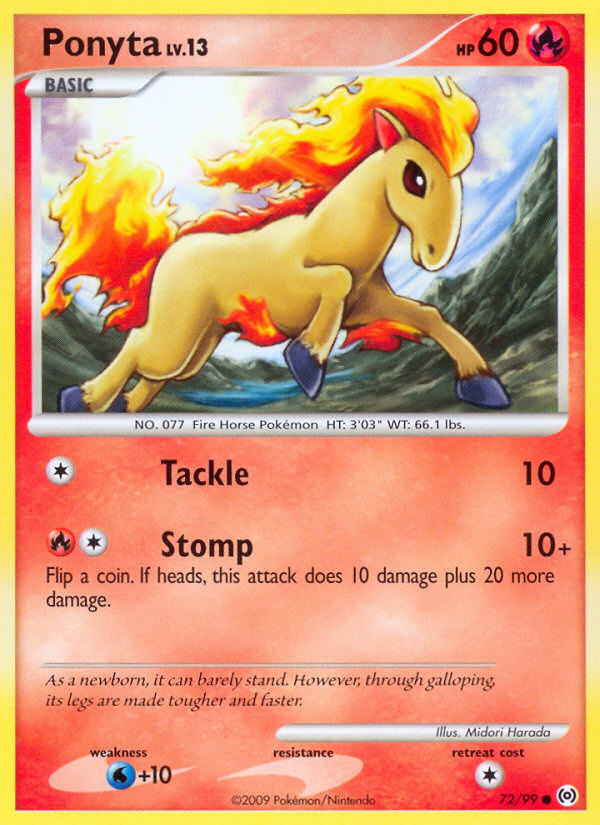 Ponyta LV.13 HP 60
BASIC
NO. 077 Fire Horse Pokémon HT: 3'03" WT: 66.1 lbs.
Tackle 10
Stomp 10+
Flip a coin. If heads, this attack does 10 damage plus 20 more
damage.
As a newborn, it can barely stand. However, through galloping,
its legs are made tougher and faster.
Illus. Midori Harada
weakness resistance retreat cost
+10
©2009 Pokémon/Nintendo 72/99